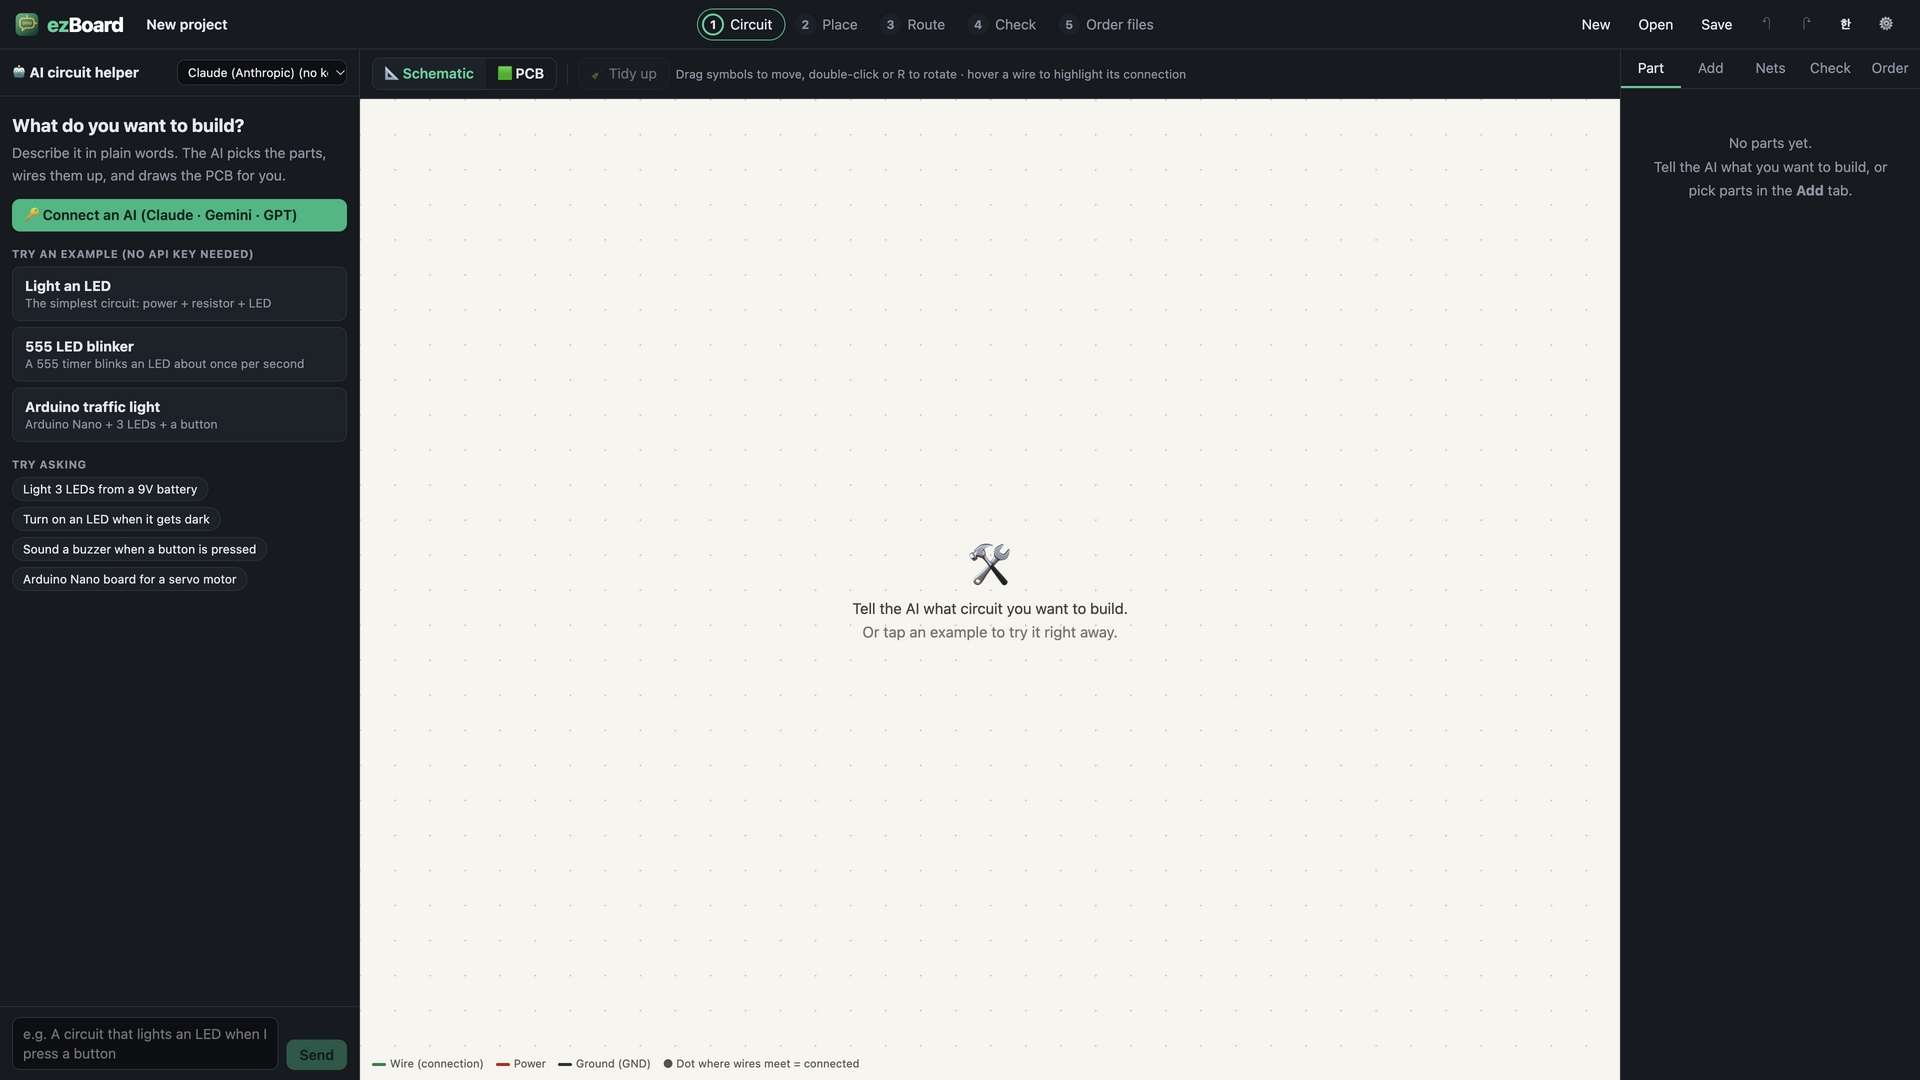 ezBoard New project
1 Circuit 2 Place 3 Route 4 Check 5 Order files
New Open Save 한
AI circuit helper
Claude (Anthropic) (no k
Schematic PCB Tidy up Drag symbols to move, double-click or R to rotate · hover a wire to highlight its connection
Part Add Nets Check Order
What do you want to build?
Describe it in plain words. The AI picks the parts,
wires them up, and draws the PCB for you.
Connect an AI (Claude · Gemini · GPT)
TRY AN EXAMPLE (NO API KEY NEEDED)
Light an LED
The simplest circuit: power + resistor + LED
555 LED blinker
A 555 timer blinks an LED about once per second
Arduino traffic light
Arduino Nano + 3 LEDs + a button
TRY ASKING
Light 3 LEDs from a 9V battery
Turn on an LED when it gets dark
Sound a buzzer when a button is pressed
Arduino Nano board for a servo motor
e.g. A circuit that lights an LED when I
press a button
Send
Tell the AI what circuit you want to build.
Or tap an example to try it right away.
Wire (connection) Power Ground (GND) Dot where wires meet = connected
No parts yet.
Tell the AI what you want to build, or
pick parts in the Add tab.